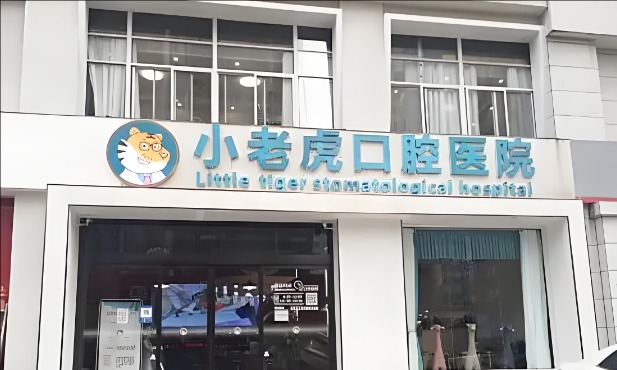 小老虎口腔医院
Little tiger stomatological hospital